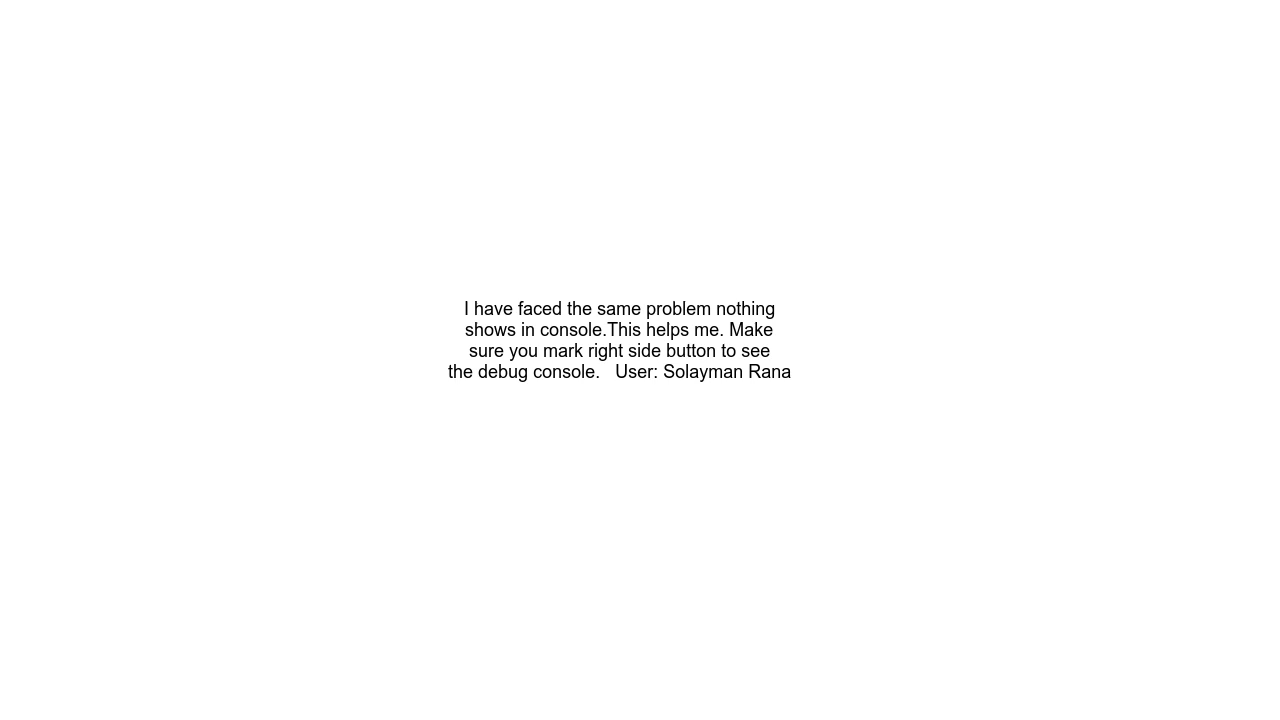 I have faced the same problem nothing
shows in console.This helps me. Make
sure you mark right side button to see
the debug console.   User: Solayman Rana